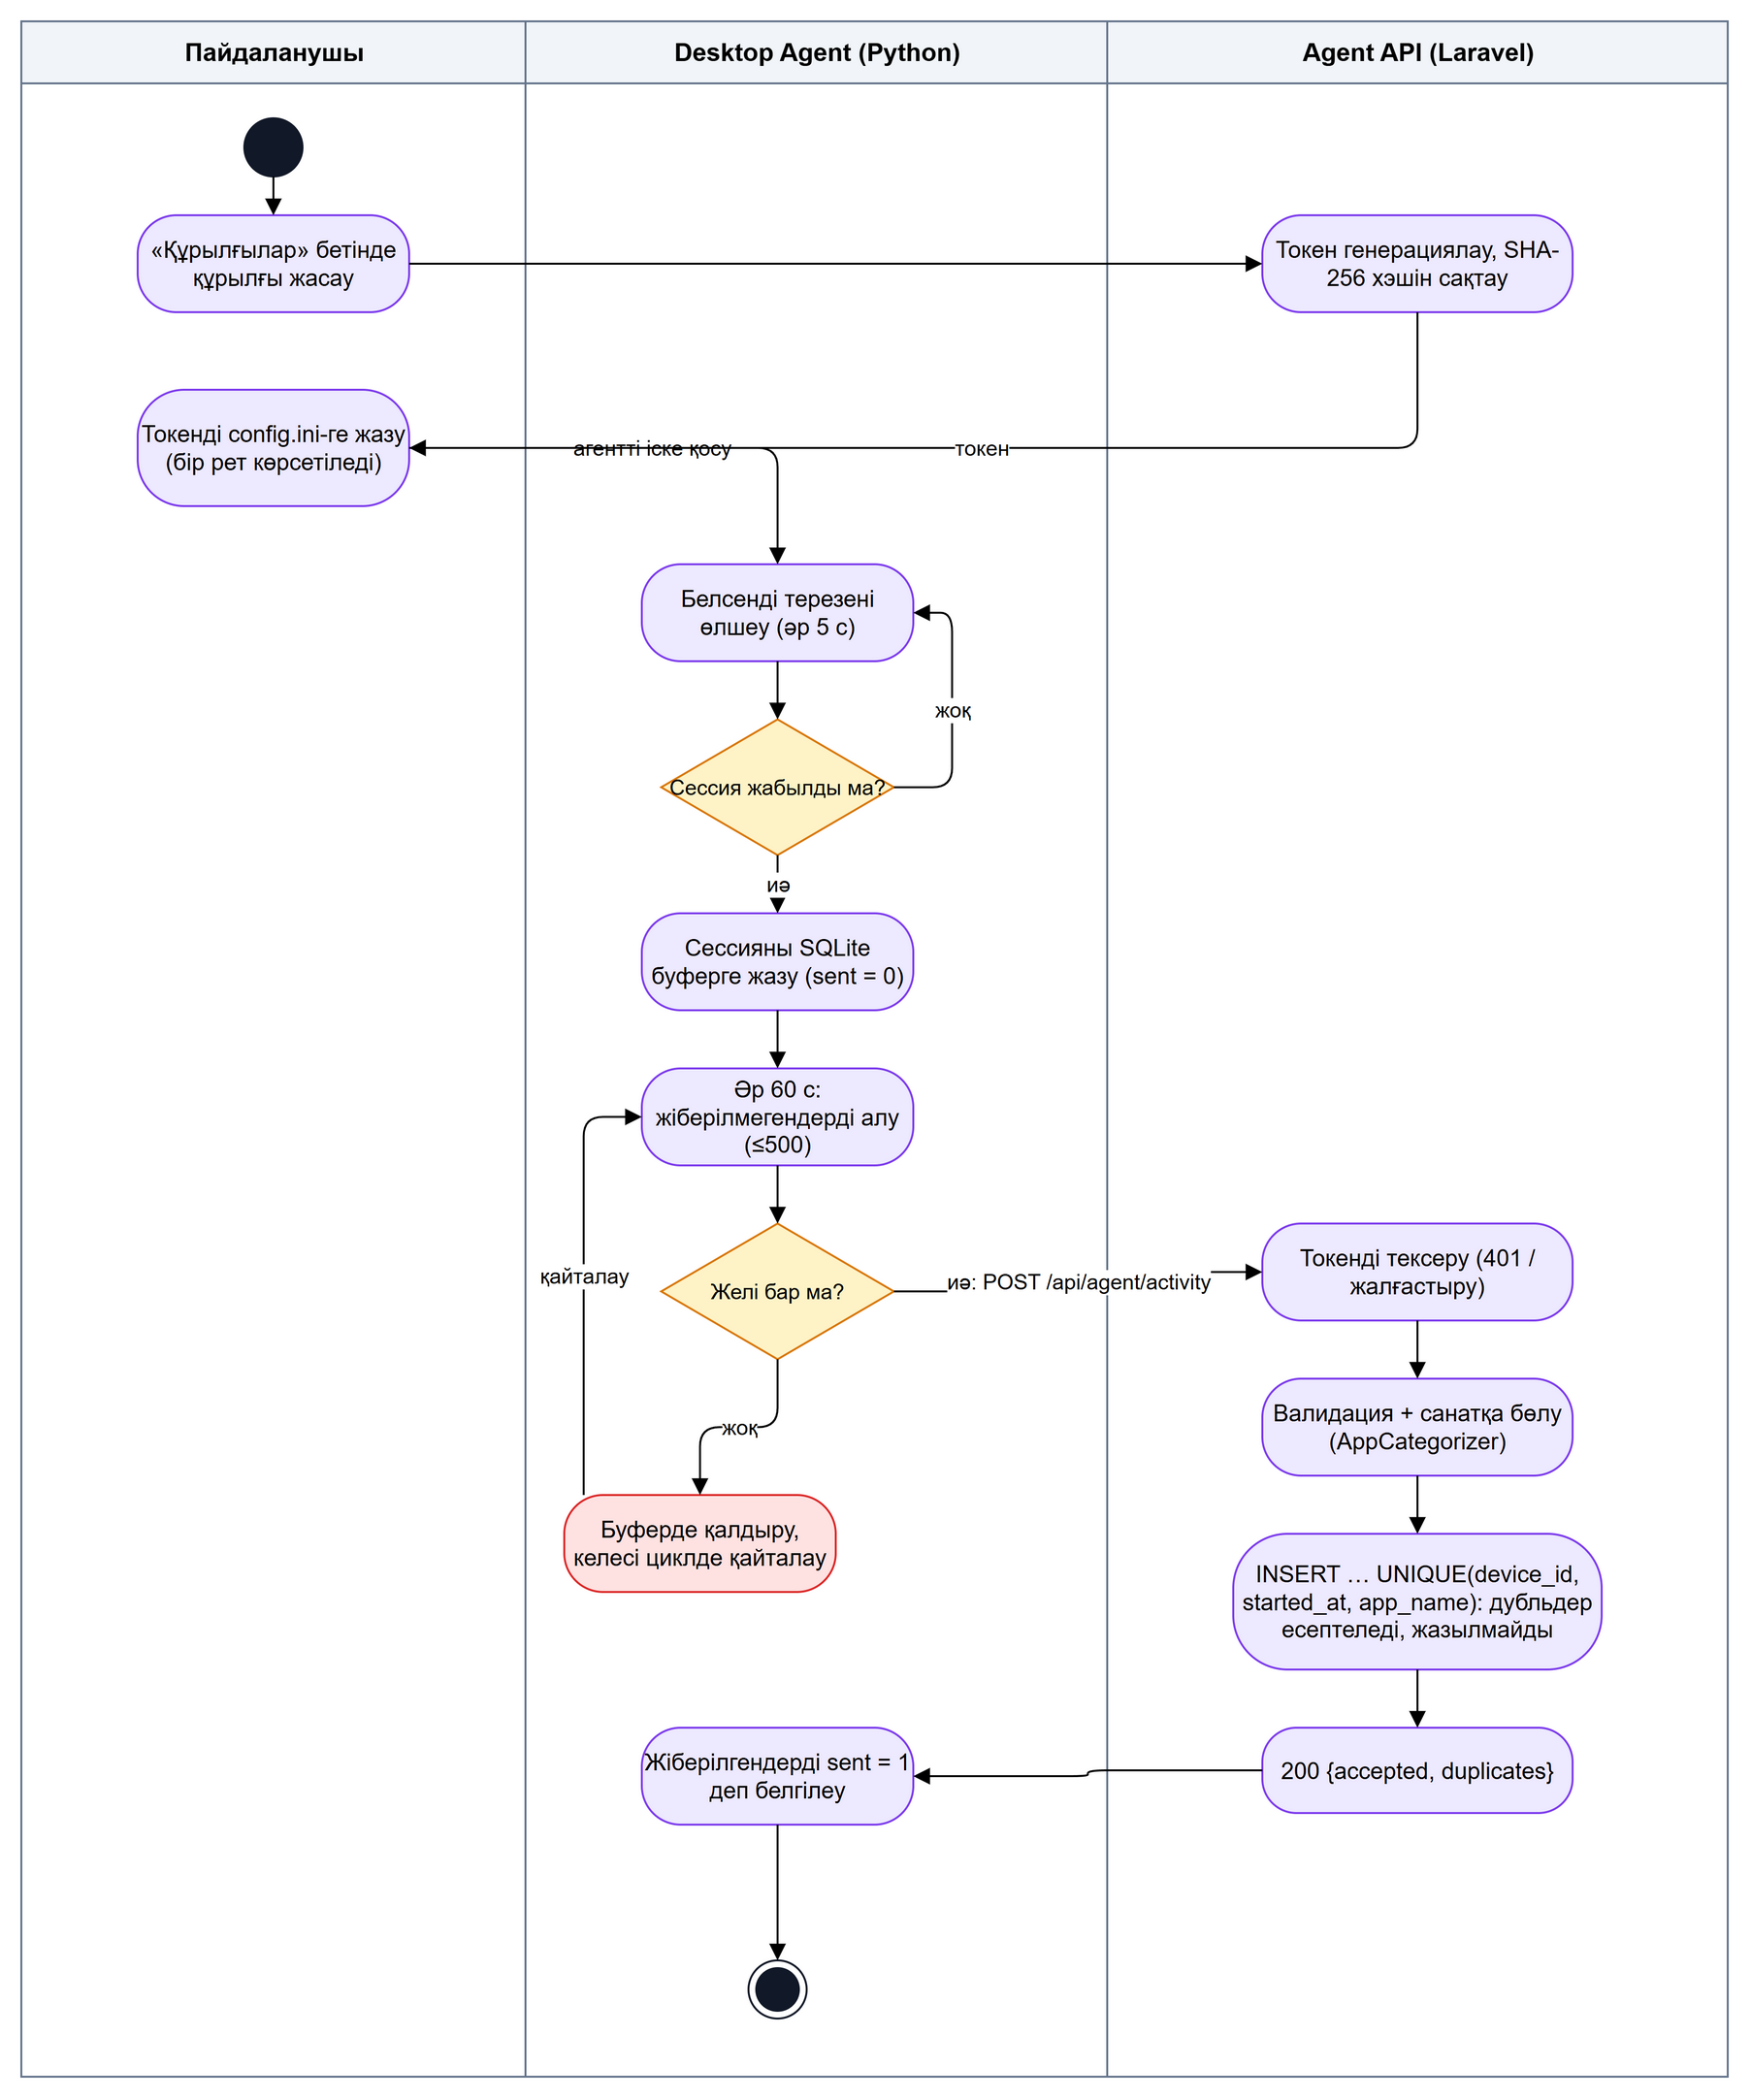 Пайдаланушы
Desktop Agent (Python)
Agent API (Laravel)
«Құрылғылар» бетінде
құрылғы жасау
Токен генерациялау, SHA-
256 хэшін сақтау
Токенді config.ini-ге жазу
(бір рет көрсетіледі)
агентті іске қосу
токен
Белсенді терезені
өлшеу (әр 5 с)
жоқ
Сессия жабылды ма?
иә
Сессияны SQLite
буферге жазу (sent = 0)
Әр 60 с:
жіберілмегендерді алу
(≤500)
қайталау
Желі бар ма?
иә: POST /api/agent/activity
Токенді тексеру (401 /
жалғастыру)
жоқ
Валидация + санатқа бөлу
(AppCategorizer)
Буферде қалдыру,
келесі циклде қайталау
INSERT … UNIQUE(device_id,
started_at, app_name): дубльдер
есептеледі, жазылмайды
Жіберілгендерді sent = 1
деп белгілеу
200 {accepted, duplicates}